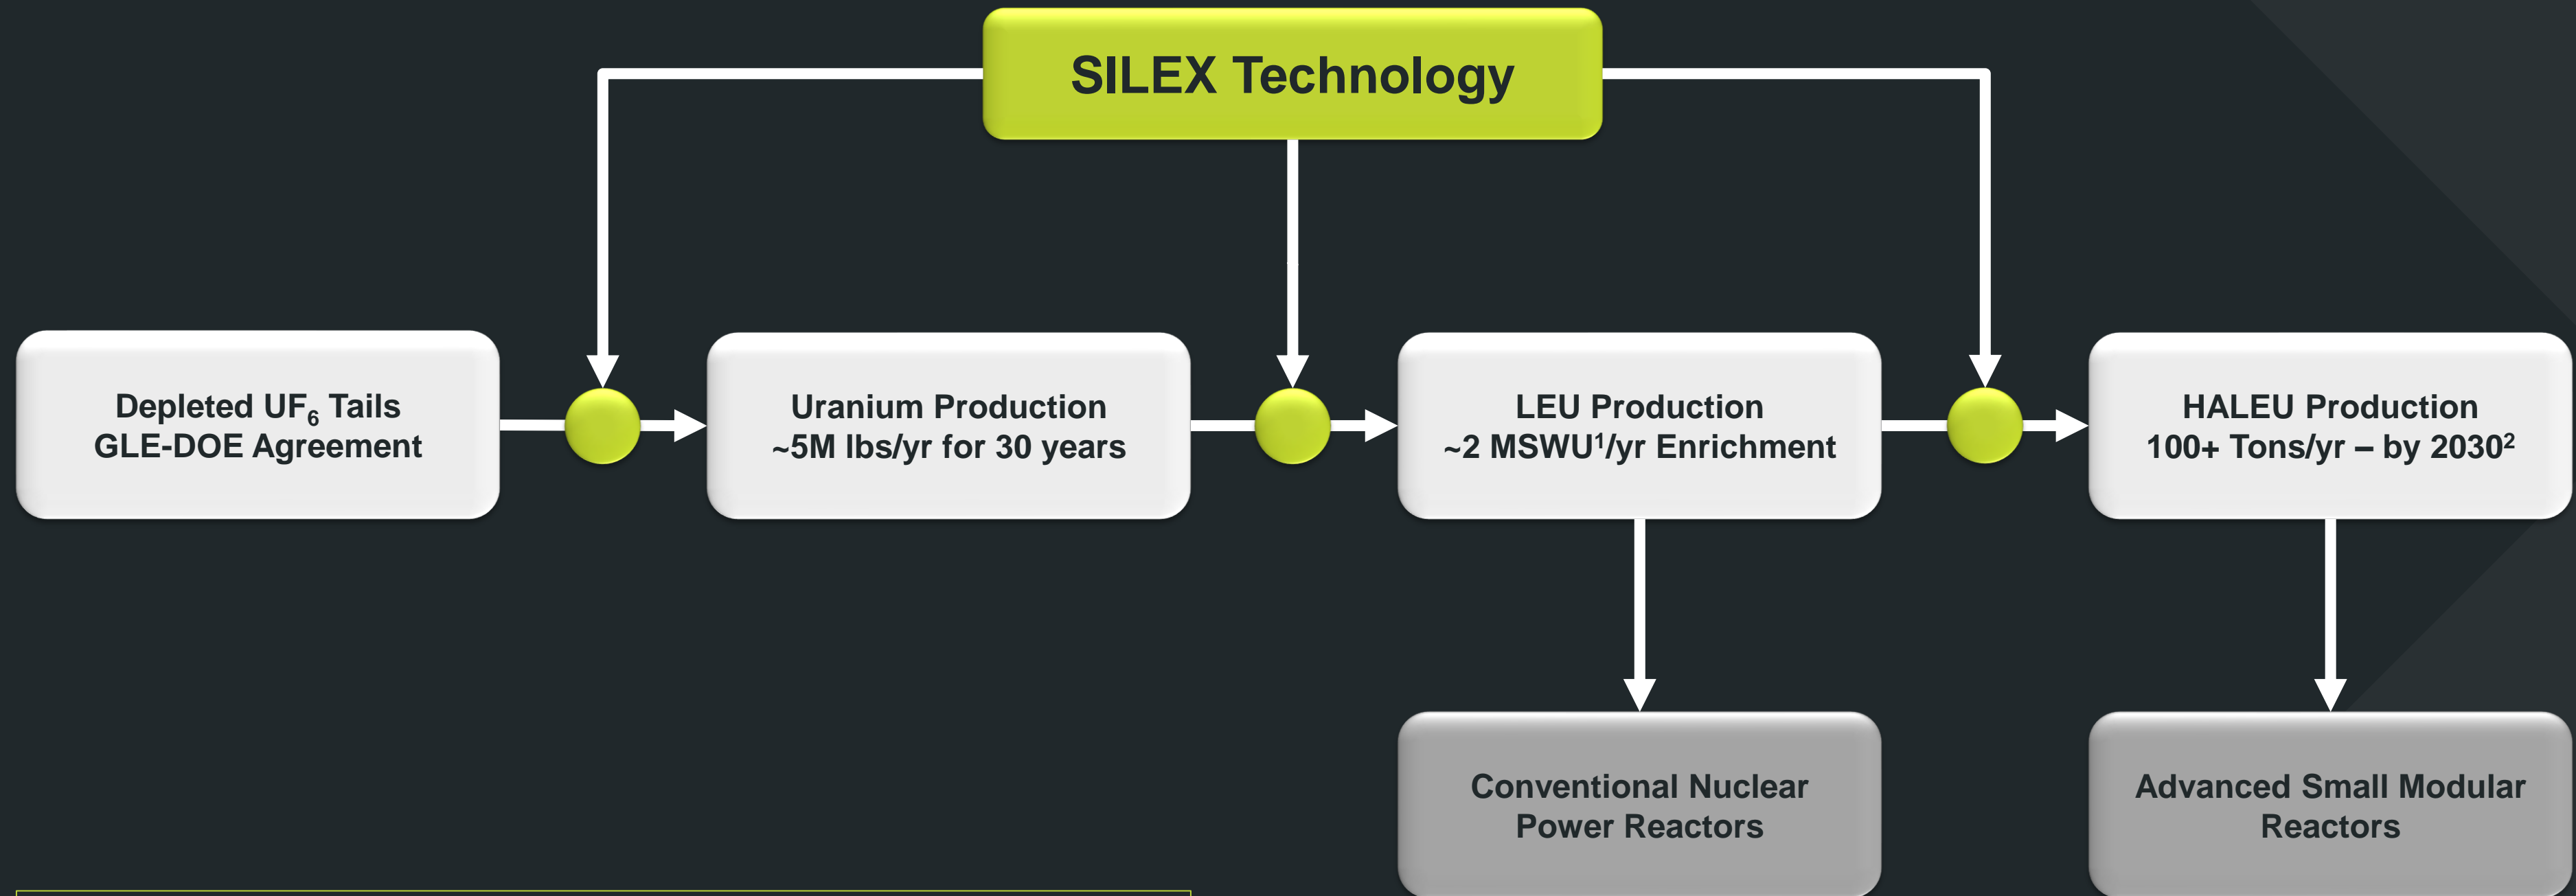 SILEX Technology
Depleted UF₆ Tails
GLE-DOE Agreement
Uranium Production
~5M lbs/yr for 30 years
LEU Production
~2 MSWU¹/yr Enrichment
HALEU Production
100+ Tons/yr – by 2030²
Conventional Nuclear
Power Reactors
Advanced Small Modular
Reactors